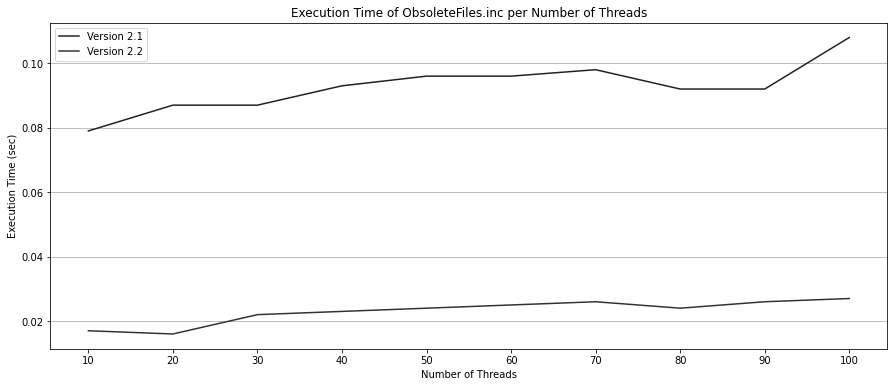 Execution Time of ObsoleteFiles.inc per Number of Threads
Version 2.1
Version 2.2
0.10
0.08
0.06
0.04
0.02
Execution Time (sec)
10 20 30 40 50 60 70 80 90 100
Number of Threads